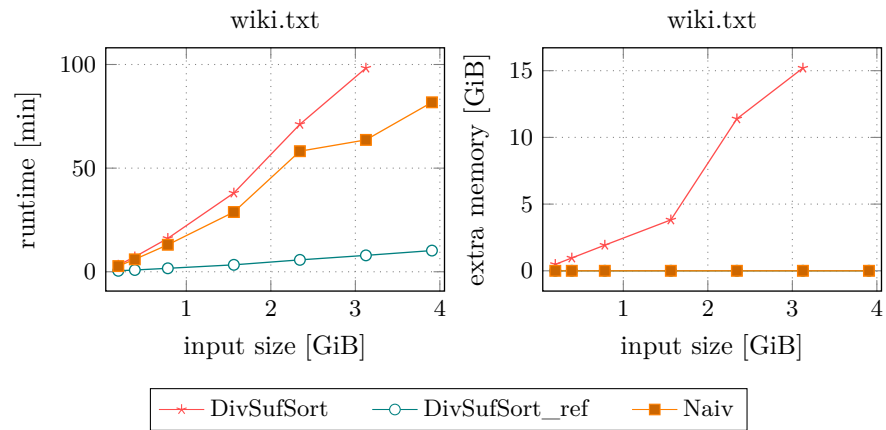 wiki.txt
runtime [min]
100
50
0
1 2 3 4
input size [GiB]
wiki.txt
extra memory [GiB]
15
10
5
0
1 2 3 4
input size [GiB]
DivSufSort DivSufSort_ref Naiv